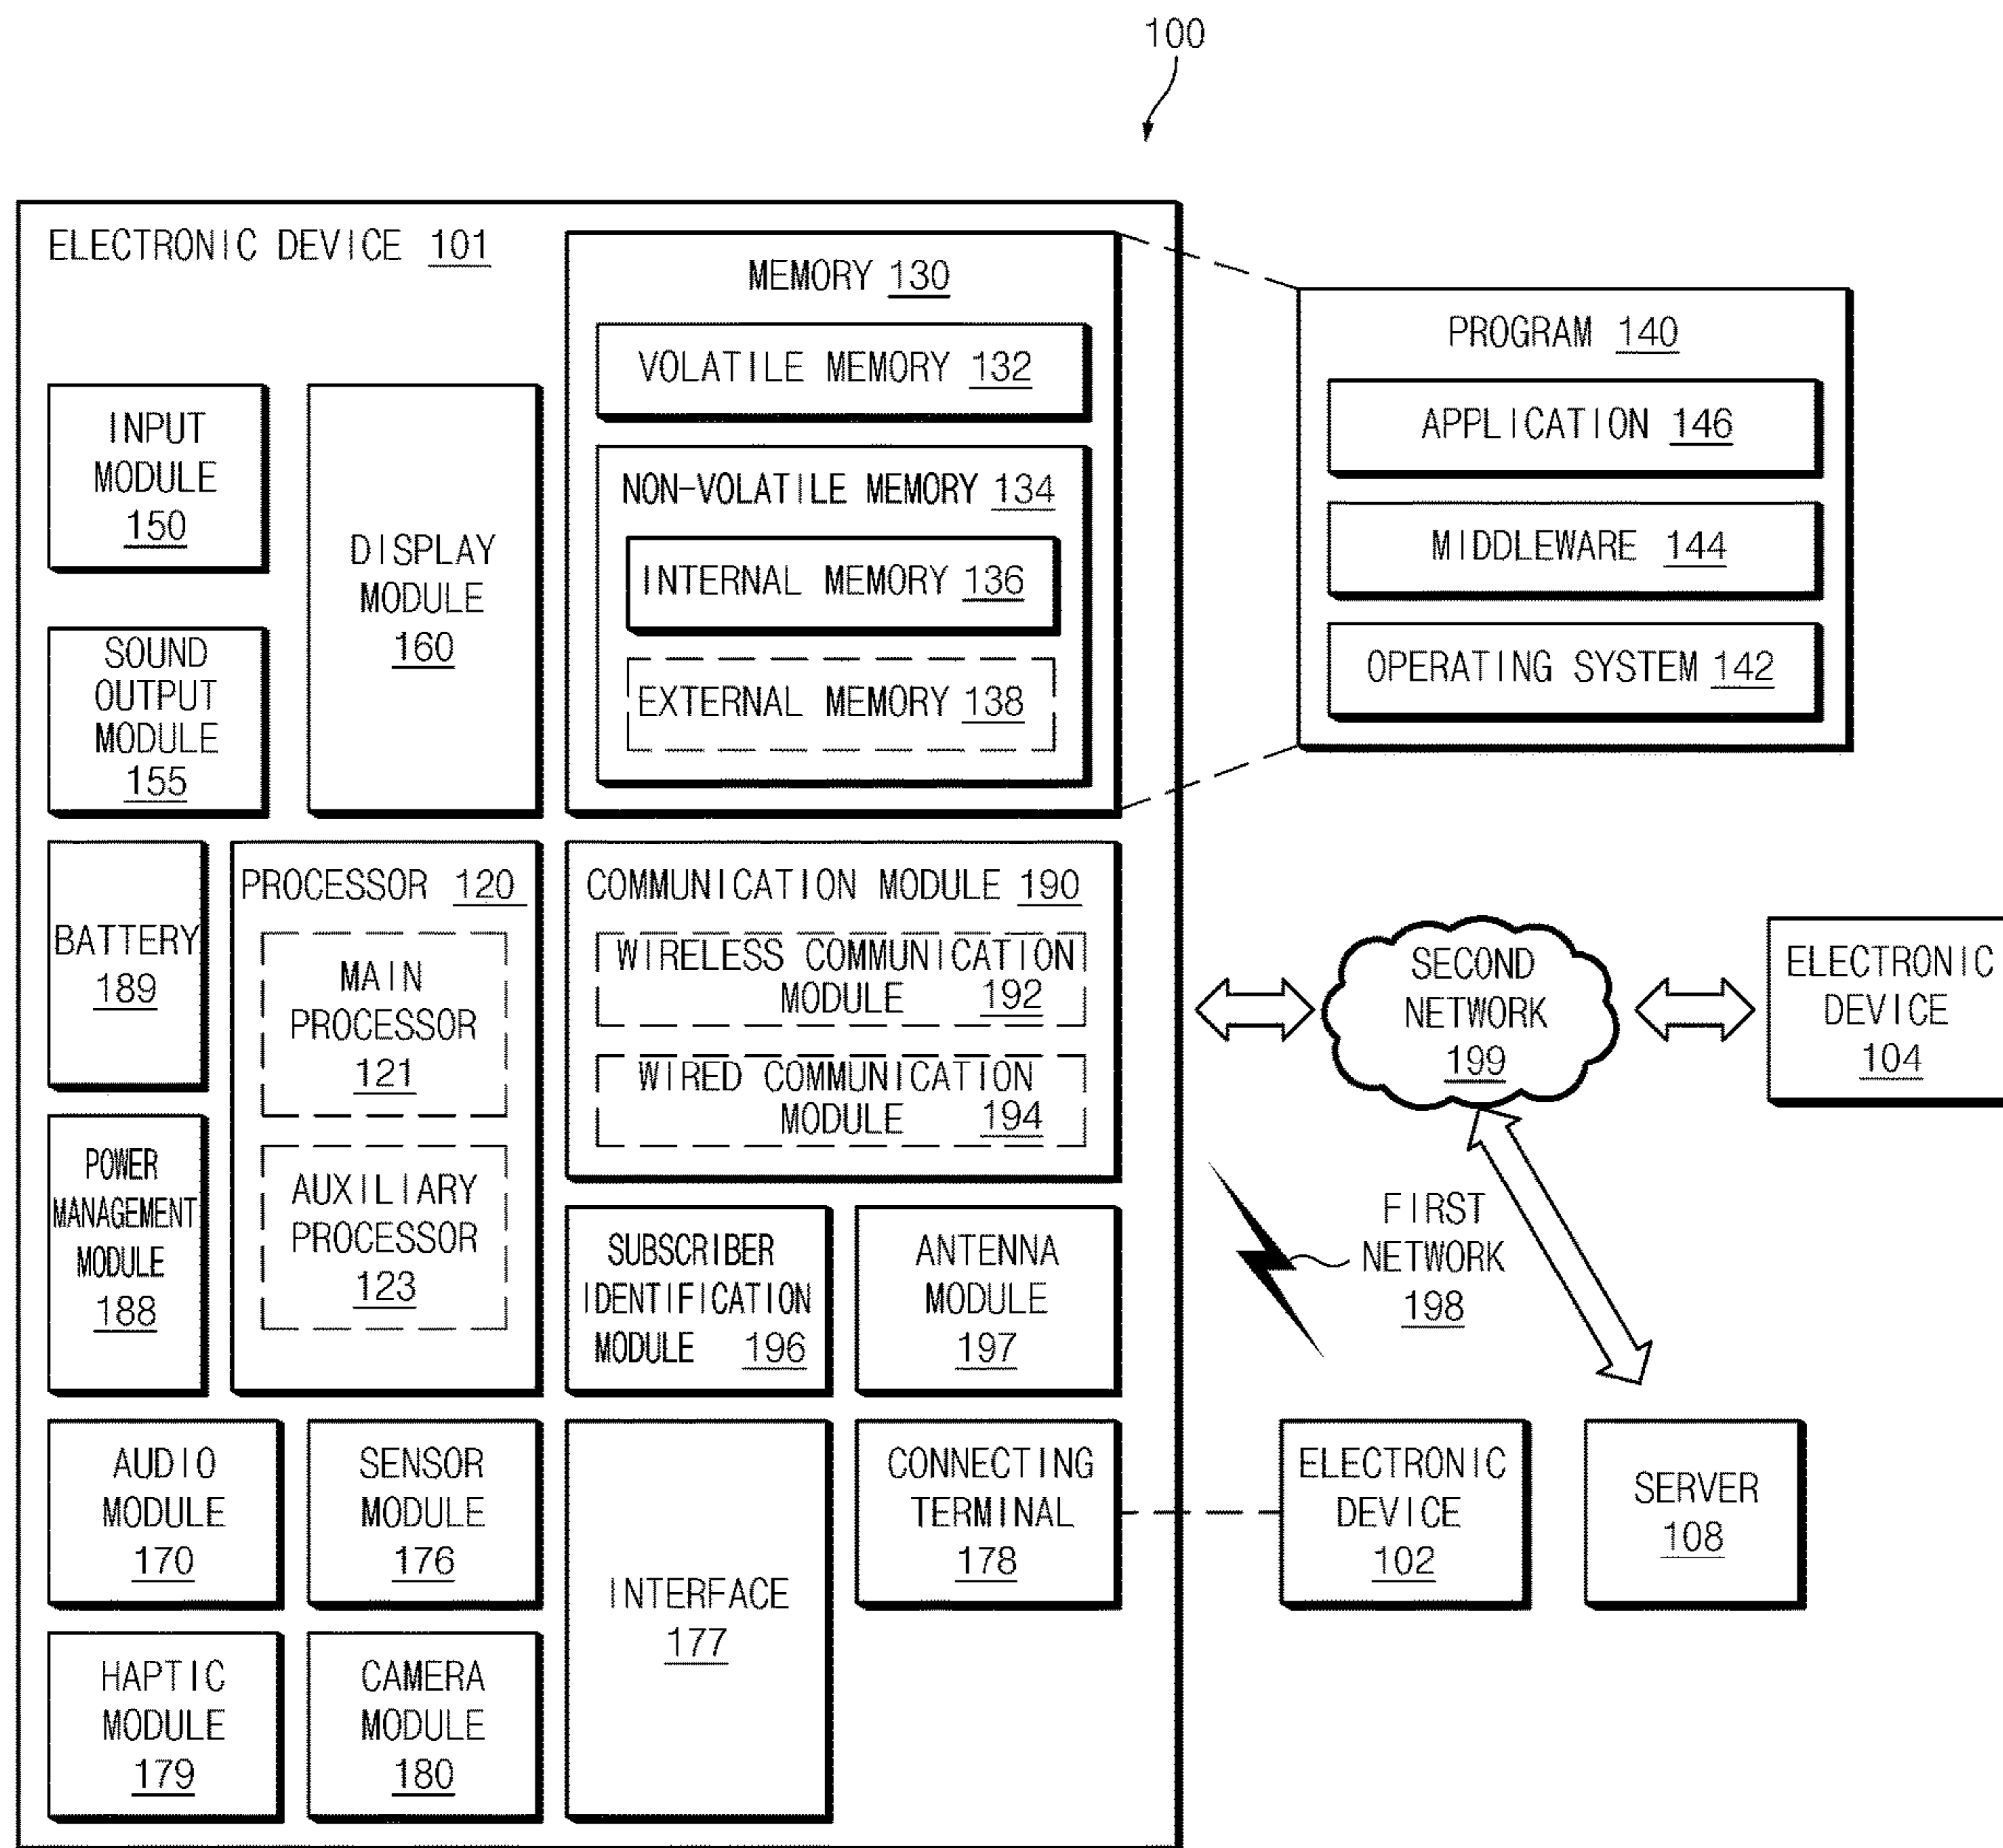 100
ELECTRONIC DEVICE 101
MEMORY 130
VOLATILE MEMORY 132
NON-VOLATILE MEMORY 134
INTERNAL MEMORY 136
EXTERNAL MEMORY 138
PROGRAM 140
APPLICATION 146
MIDDLEWARE 144
OPERATING SYSTEM 142
INPUT
MODULE
150
SOUND
OUTPUT
MODULE
155
DISPLAY
MODULE
160
BATTERY
189
POWER
MANAGEMENT
MODULE
188
PROCESSOR 120
MAIN
PROCESSOR
121
AUXILIARY
PROCESSOR
123
COMMUNICATION MODULE 190
WIRELESS COMMUNICATION
MODULE 192
WIRED COMMUNICATION
MODULE 194
SUBSCRIBER
IDENTIFICATION
MODULE 196
ANTENNA
MODULE
197
SECOND
NETWORK
199
ELECTRONIC
DEVICE
104
FIRST
NETWORK
198
AUDIO
MODULE
170
SENSOR
MODULE
176
INTERFACE
177
CONNECTING
TERMINAL
178
ELECTRONIC
DEVICE
102
SERVER
108
HAPTIC
MODULE
179
CAMERA
MODULE
180